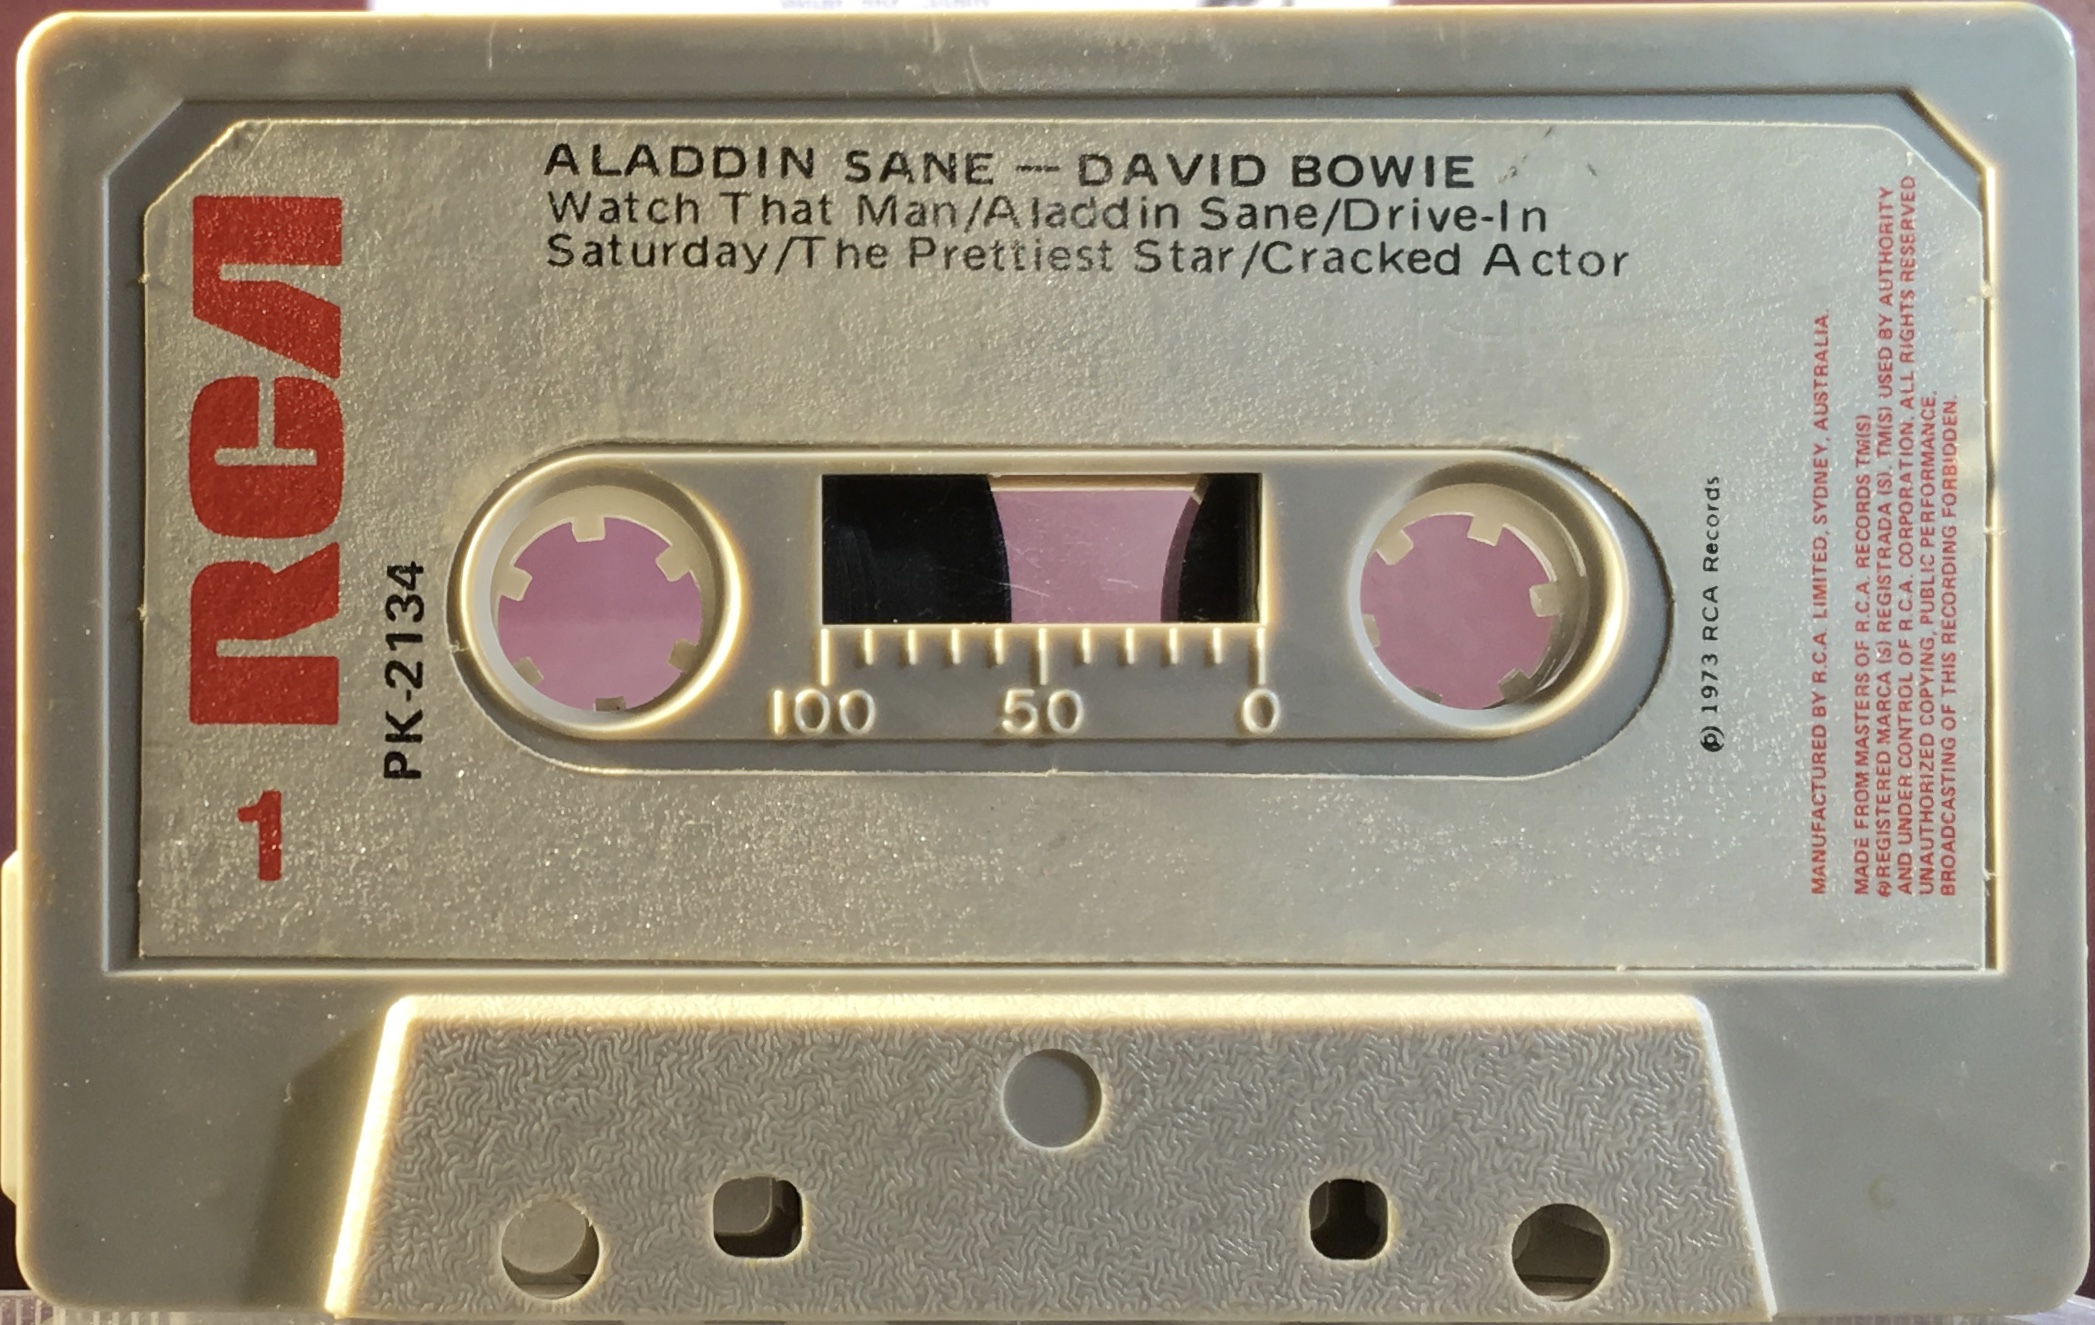 ALADDIN SANE — DAVID BOWIE
Watch That Man/Aladdin Sane/Drive-In
Saturday/The Prettiest Star/Cracked Actor
RCA
1
PK-2134
100 50 0
℗ 1973 RCA Records
MANUFACTURED BY R.C.A. LIMITED, SYDNEY, AUSTRALIA.
MADE FROM MASTERS OF R.C.A. RECORDS TM(S)
®REGISTERED MARCA (S) REGISTRADA (S). TM(S) USED BY AUTHORITY
AND UNDER CONTROL OF R.C.A. CORPORATION. ALL RIGHTS RESERVED
UNAUTHORIZED COPYING, PUBLIC PERFORMANCE,
BROADCASTING OF THIS RECORDING FORBIDDEN.